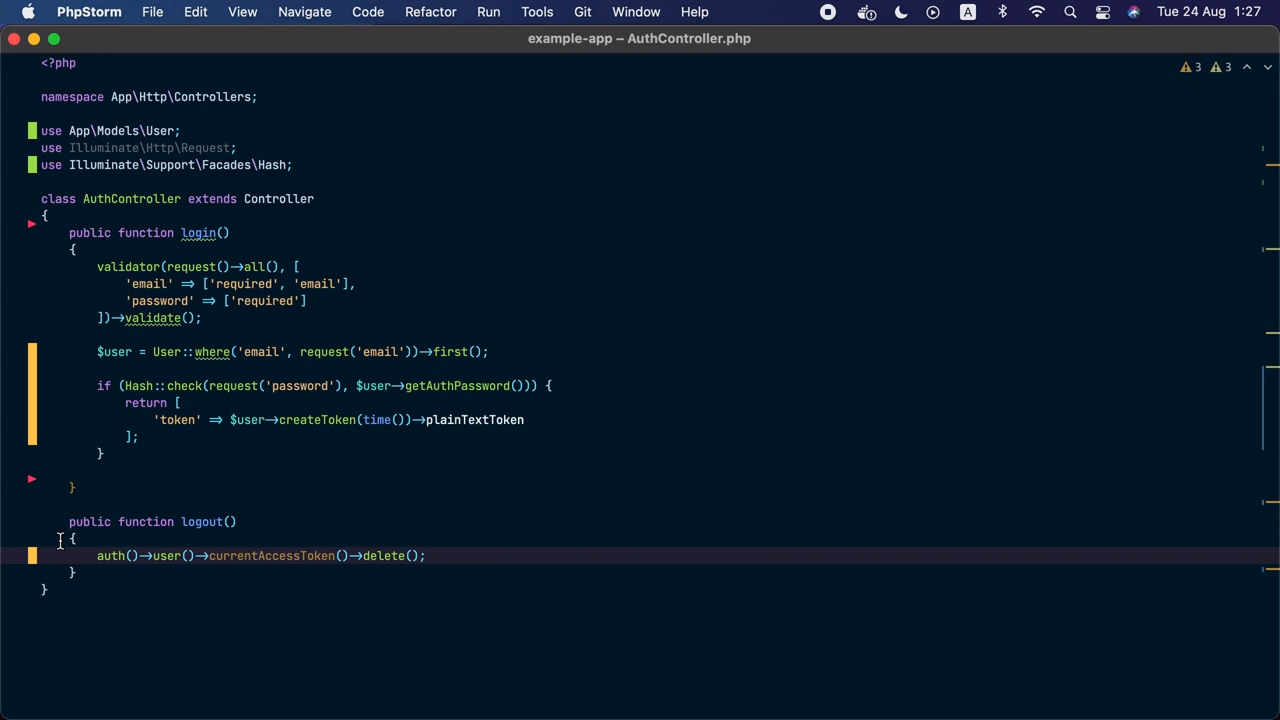 PhpStorm File Edit View Navigate Code Refactor Run Tools Git Window Help A Tue 24 Aug 1:27
example-app – AuthController.php
<?php
3 3
namespace App\Http\Controllers;
use App\Models\User;
use Illuminate\Http\Request;
use Illuminate\Support\Facades\Hash;
class AuthController extends Controller
{
public function login()
{
validator(request()->all(), [
'email' => ['required', 'email'],
'password' => ['required']
])->validate();
$user = User::where('email', request('email'))->first();
if (Hash::check(request('password'), $user->getAuthPassword())) {
return [
'token' => $user->createToken(time())->plainTextToken
];
}
}
public function logout()
{
auth()->user()->currentAccessToken()->delete();
}
}